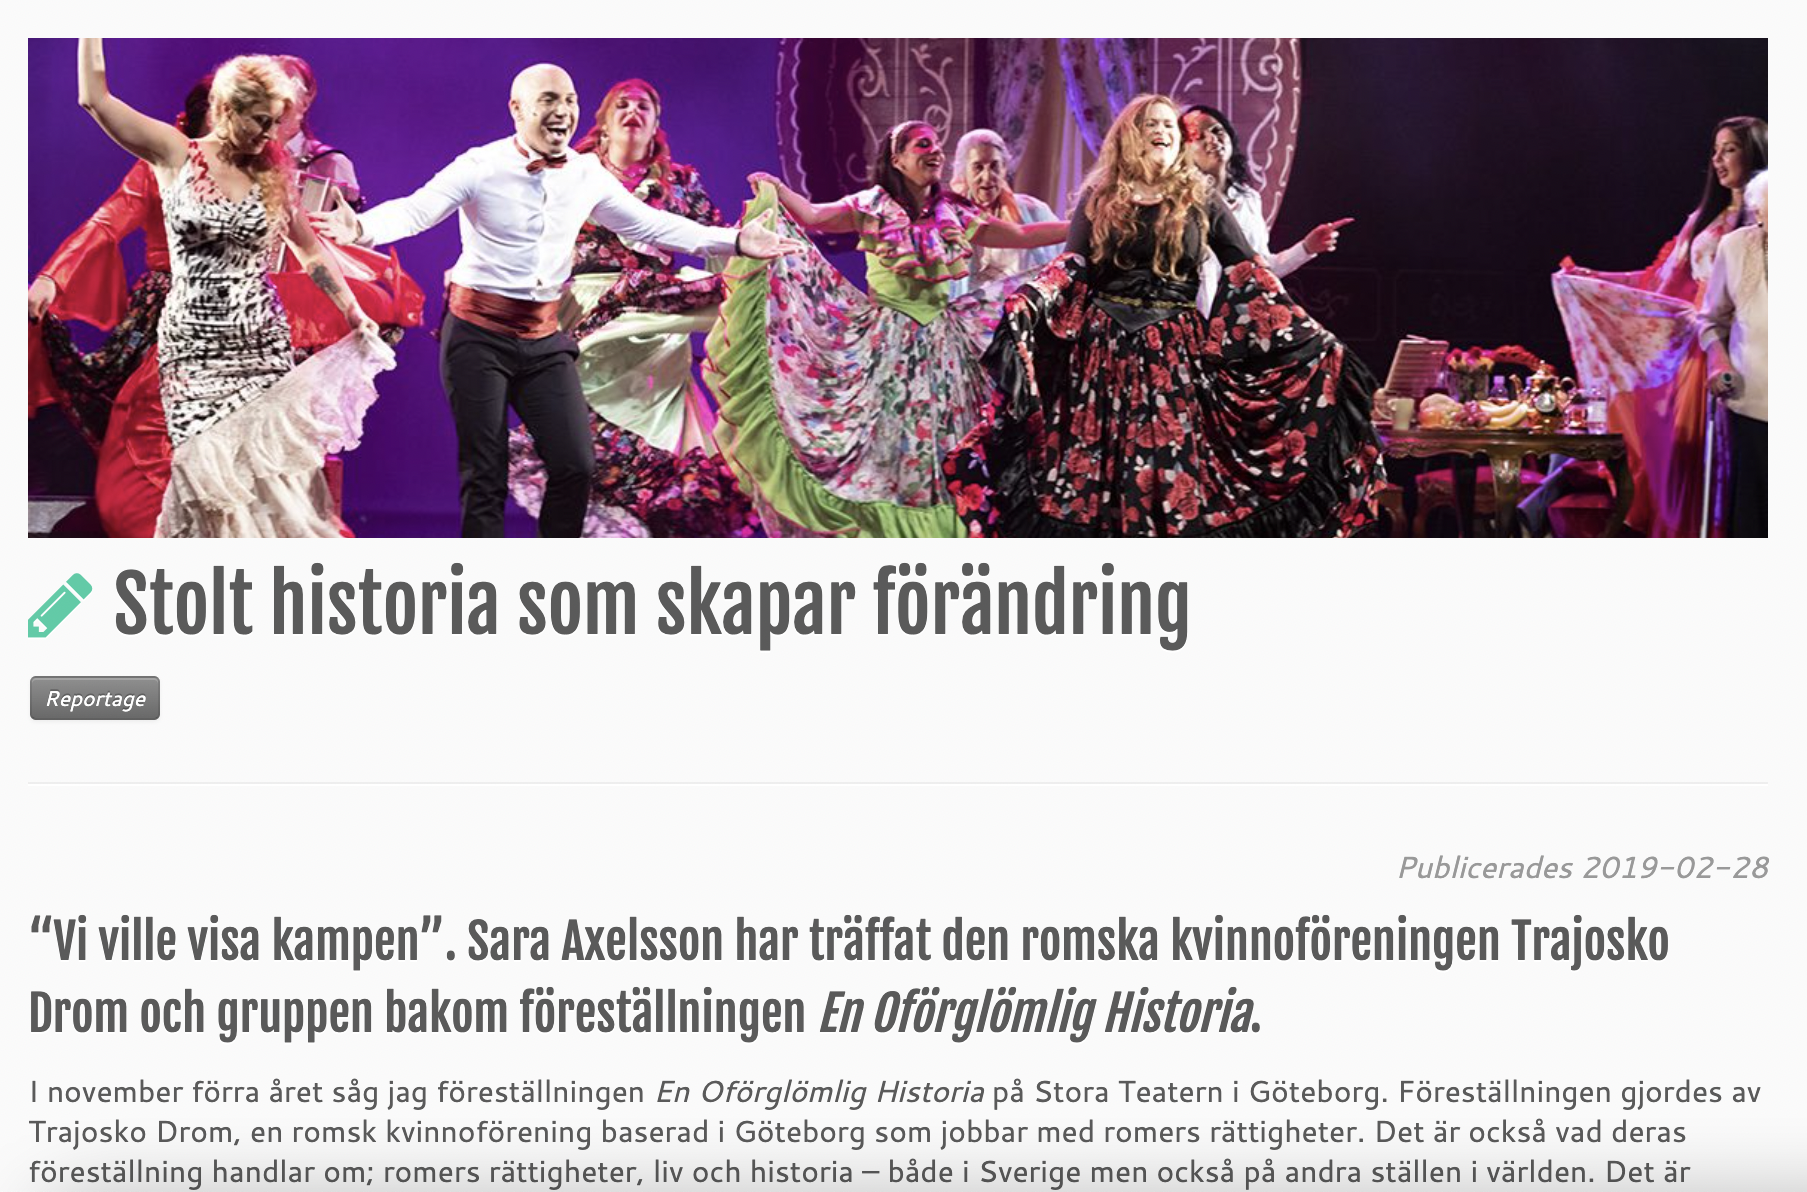 Stolt historia som skapar förändring
Reportage
Publicerades 2019-02-28
“Vi ville visa kampen”. Sara Axelsson har träffat den romska kvinnoföreningen Trajosko
Drom och gruppen bakom föreställningen En Oförglömlig Historia.
I november förra året såg jag föreställningen En Oförglömlig Historia på Stora Teatern i Göteborg. Föreställningen gjordes av
Trajosko Drom, en romsk kvinnoförening baserad i Göteborg som jobbar med romers rättigheter. Det är också vad deras
föreställning handlar om; romers rättigheter, liv och historia – både i Sverige men också på andra ställen i världen. Det är